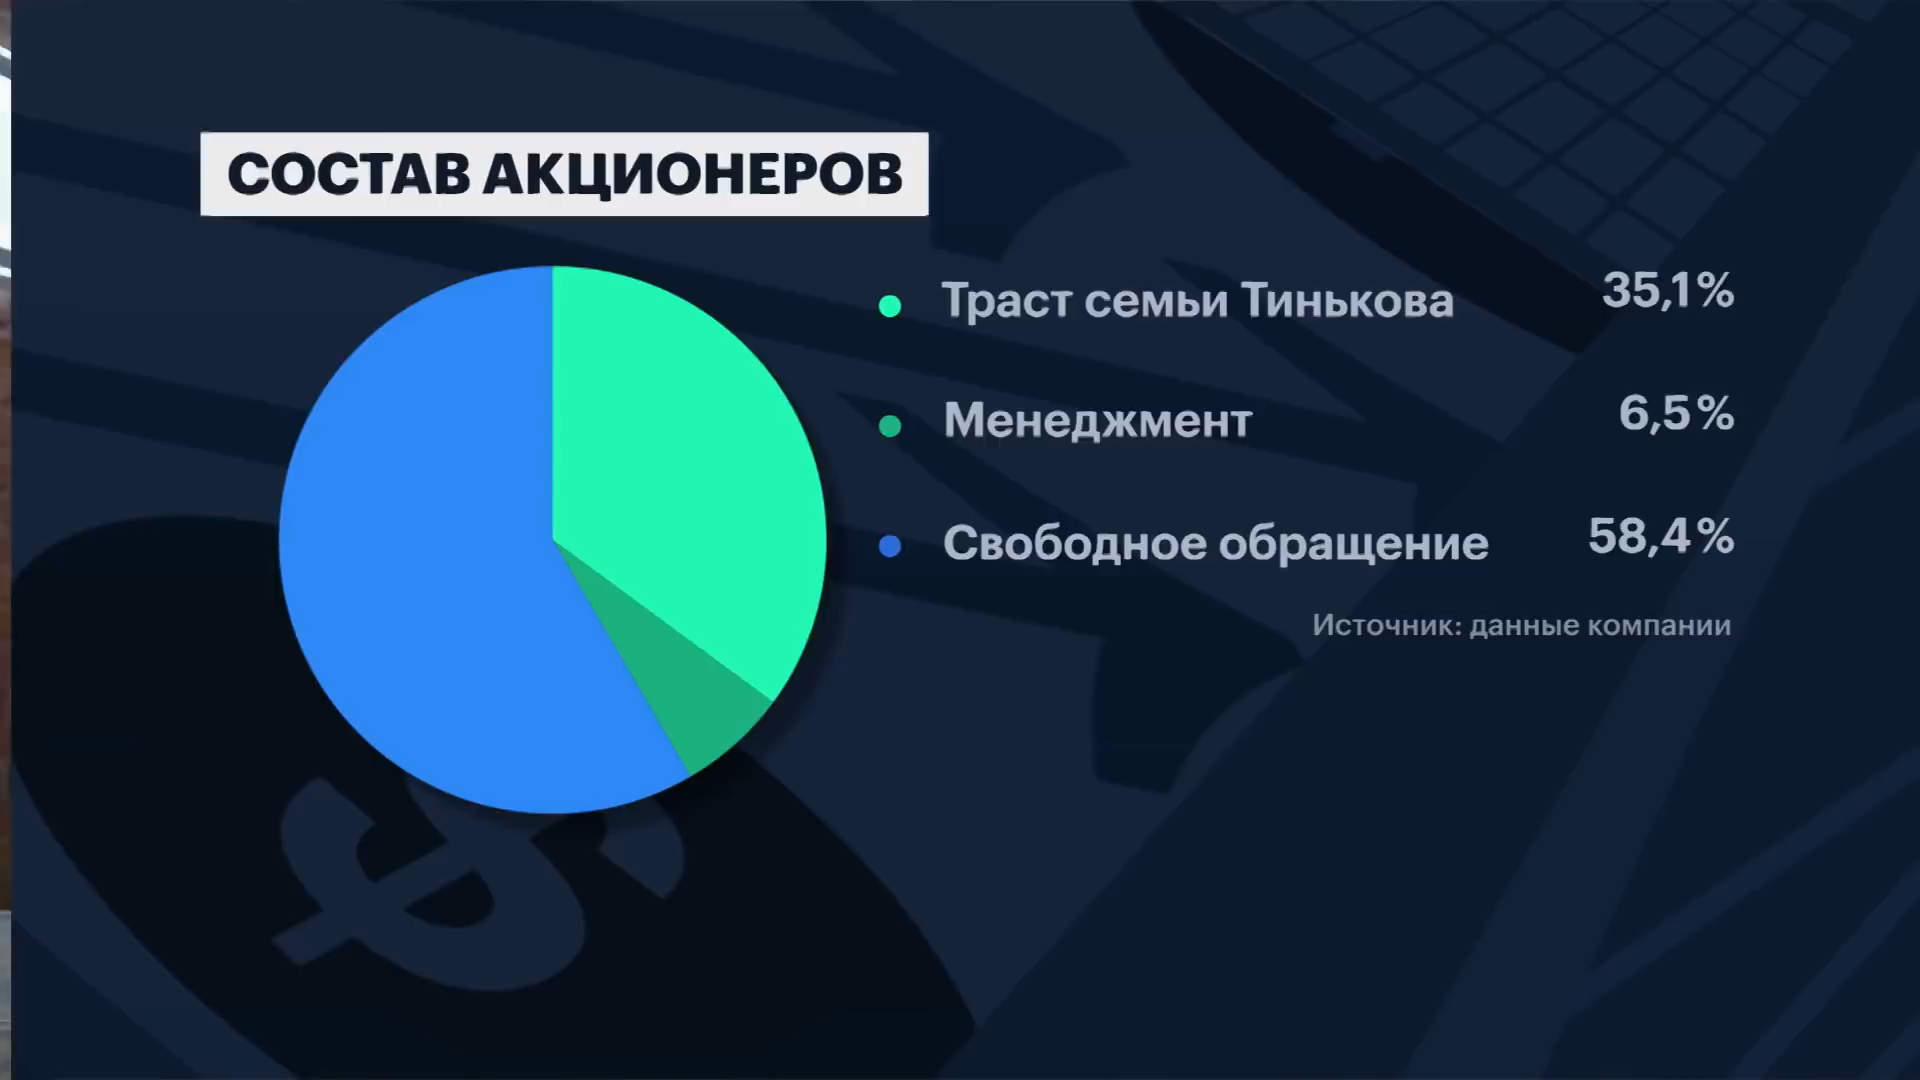 СОСТАВ АКЦИОНЕРОВ
Траст семьи Тинькова 35,1%
Менеджмент 6,5%
Свободное обращение 58,4%
Источник: данные компании